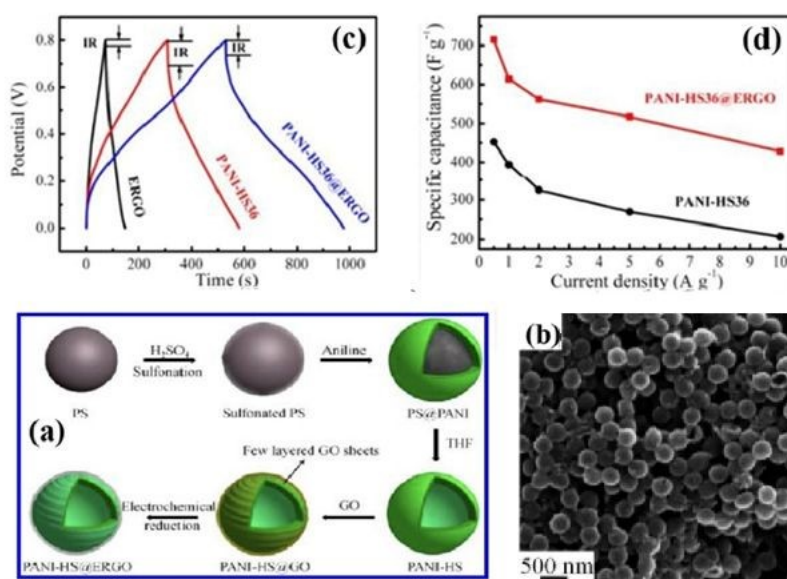 (c)
0.8
0.6
0.4
0.2
0.0
IR
IR
IR
ERGO
PANI-HS36
PANI-HS36@ERGO
Potential (V)
0 200 400 600 800 1000
Time (s)
(d)
700
600
500
400
300
200
PANI-HS36@ERGO
PANI-HS36
Specific capacitance (F g⁻¹)
0 1 2 3 4 5 6 7 8 9 10
Current density (A g⁻¹)
(a)
H₂SO₄
Sulfonation
Aniline
PS
Sulfonated PS
PS@PANI
THF
Few layered GO sheets
GO
Electrochemical
reduction
PANI-HS@ERGO
PANI-HS@GO
PANI-HS
(b)
500 nm